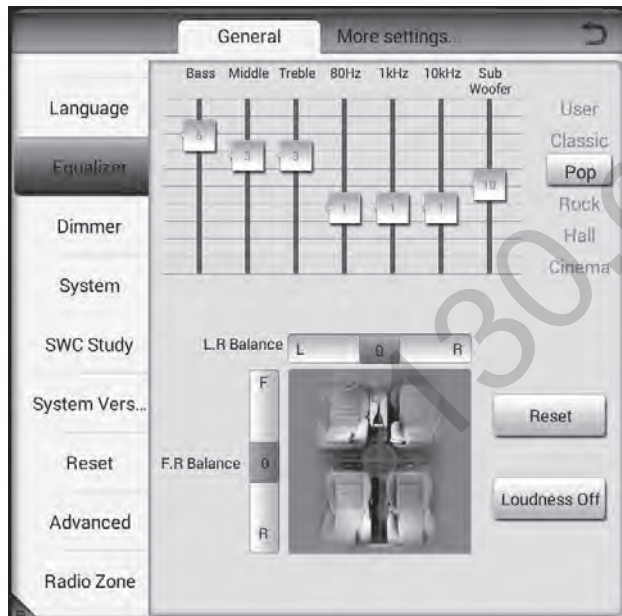 General More settings...
Bass Middle Treble 80Hz 1kHz 10kHz Sub Woofer
Language
Equalizer
Dimmer
System
SWC Study
System Vers...
Reset
Advanced
Radio Zone
5 3 3 1 1 1 10
User
Classic
Pop
Rock
Hall
Cinema
L.R Balance L 0 R
F
F.R Balance 0
R
Reset
Loudness Off
130.9